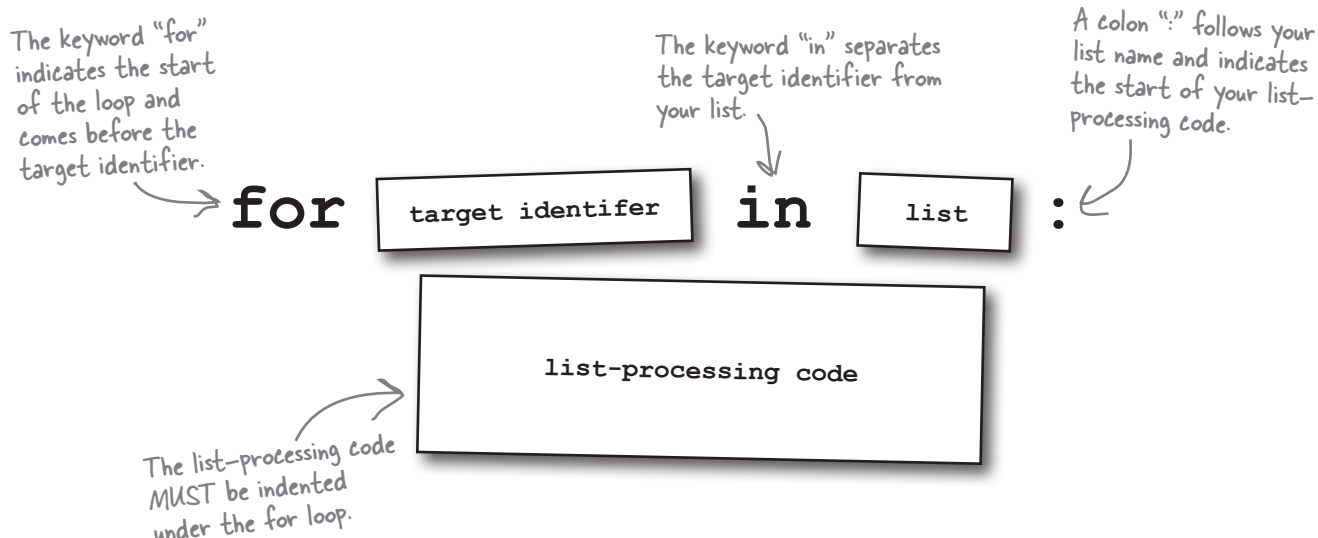 The keyword “for”
indicates the start
of the loop and
comes before the
target identifier.
The keyword “in” separates
the target identifier from
your list.
A colon “:” follows your
list name and indicates
the start of your list-
processing code.
for target identifer in list :
list-processing code
The list-processing code
MUST be indented
under the for loop.